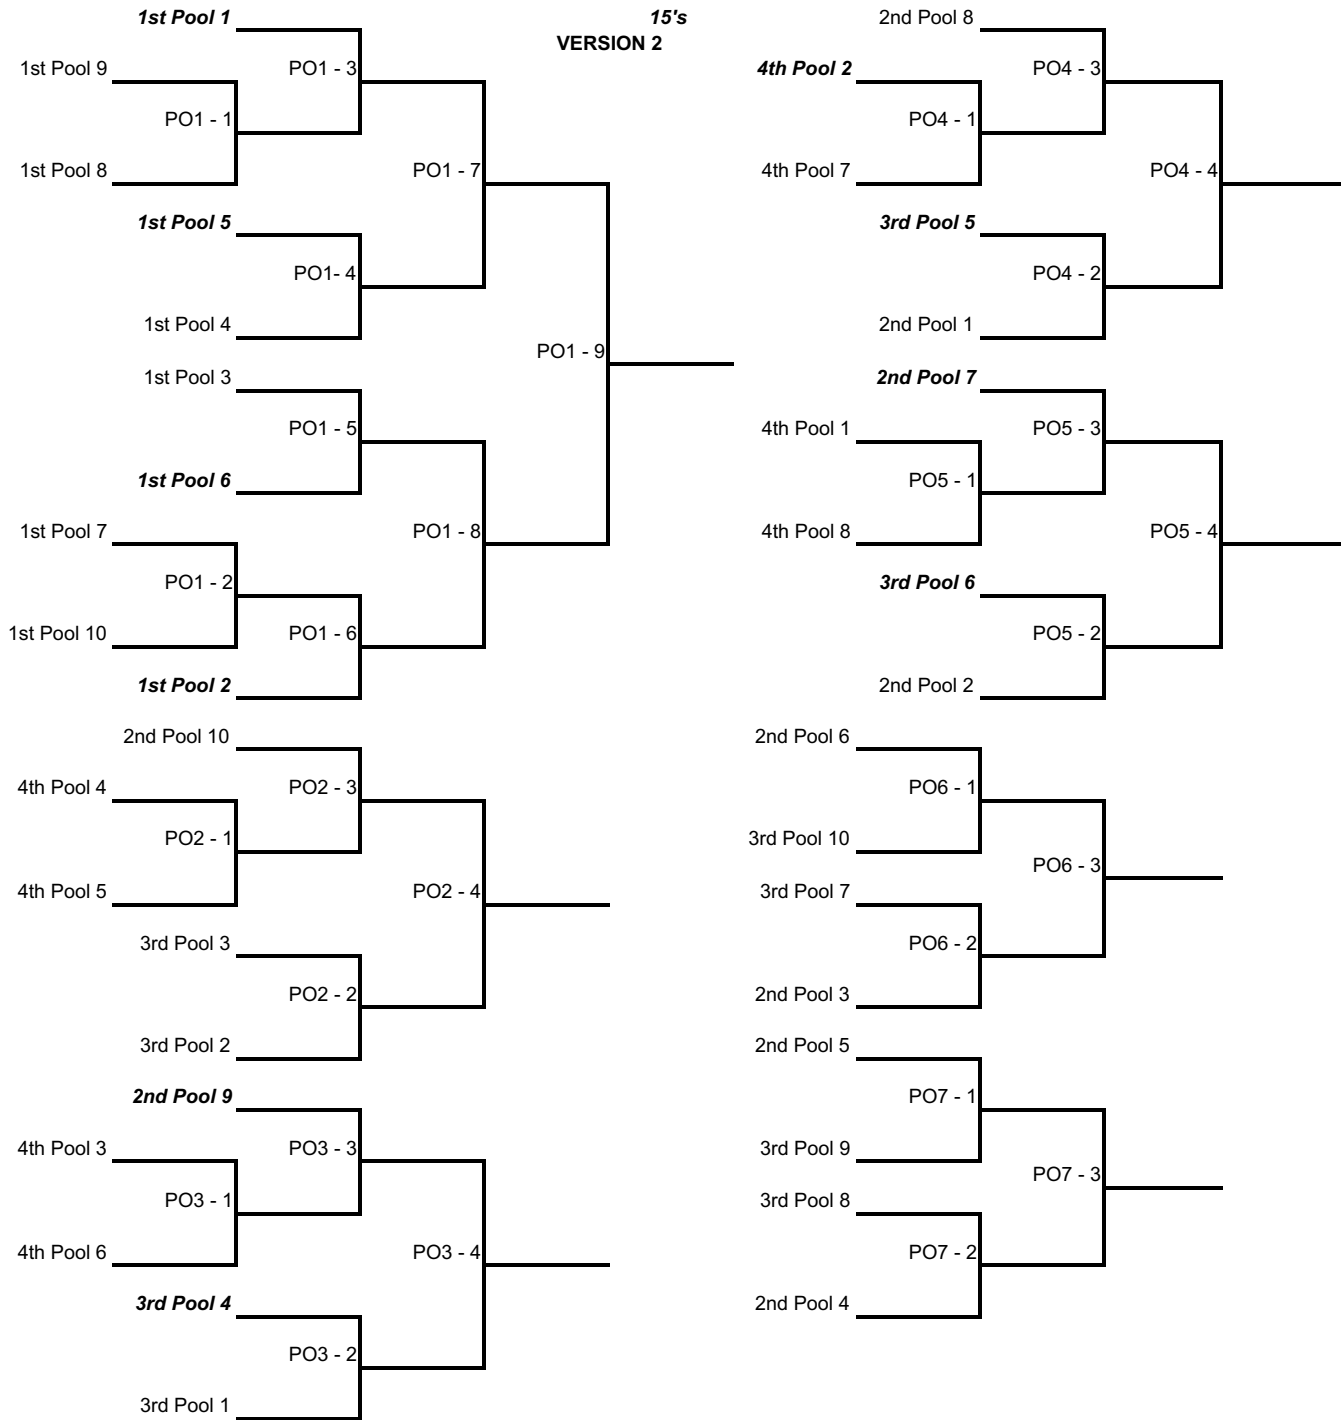 15's
VERSION 2
1st Pool 1
1st Pool 9
PO1 - 3
PO1 - 1
1st Pool 8
PO1 - 7
1st Pool 5
PO1- 4
1st Pool 4
PO1 - 9
1st Pool 3
PO1 - 5
1st Pool 6
1st Pool 7
PO1 - 8
PO1 - 2
1st Pool 10
PO1 - 6
1st Pool 2
2nd Pool 10
4th Pool 4
PO2 - 3
PO2 - 1
4th Pool 5
PO2 - 4
3rd Pool 3
PO2 - 2
3rd Pool 2
2nd Pool 9
4th Pool 3
PO3 - 3
PO3 - 1
4th Pool 6
PO3 - 4
3rd Pool 4
PO3 - 2
3rd Pool 1
2nd Pool 8
4th Pool 2
PO4 - 3
PO4 - 1
4th Pool 7
PO4 - 4
3rd Pool 5
PO4 - 2
2nd Pool 1
2nd Pool 7
4th Pool 1
PO5 - 3
PO5 - 1
4th Pool 8
PO5 - 4
3rd Pool 6
PO5 - 2
2nd Pool 2
2nd Pool 6
PO6 - 1
3rd Pool 10
PO6 - 3
3rd Pool 7
PO6 - 2
2nd Pool 3
2nd Pool 5
PO7 - 1
3rd Pool 9
PO7 - 3
3rd Pool 8
PO7 - 2
2nd Pool 4